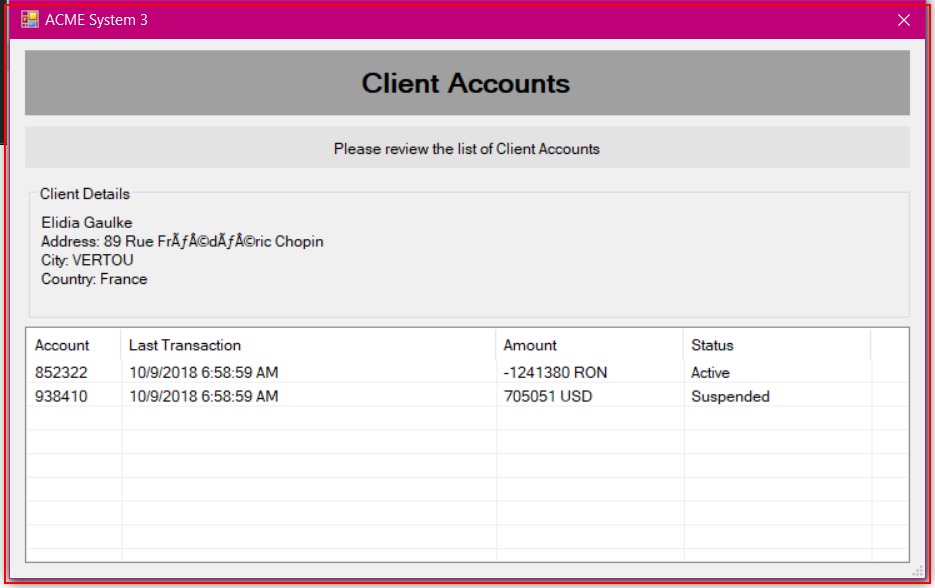 ACME System 3
Client Accounts
Please review the list of Client Accounts
Client Details
Elidia Gaulke
Address: 89 Rue FrÃƒÂ©dÃƒÂ©ric Chopin
City: VERTOU
Country: France
Account Last Transaction Amount Status
852322 10/9/2018 6:58:59 AM -1241380 RON Active
938410 10/9/2018 6:58:59 AM 705051 USD Suspended